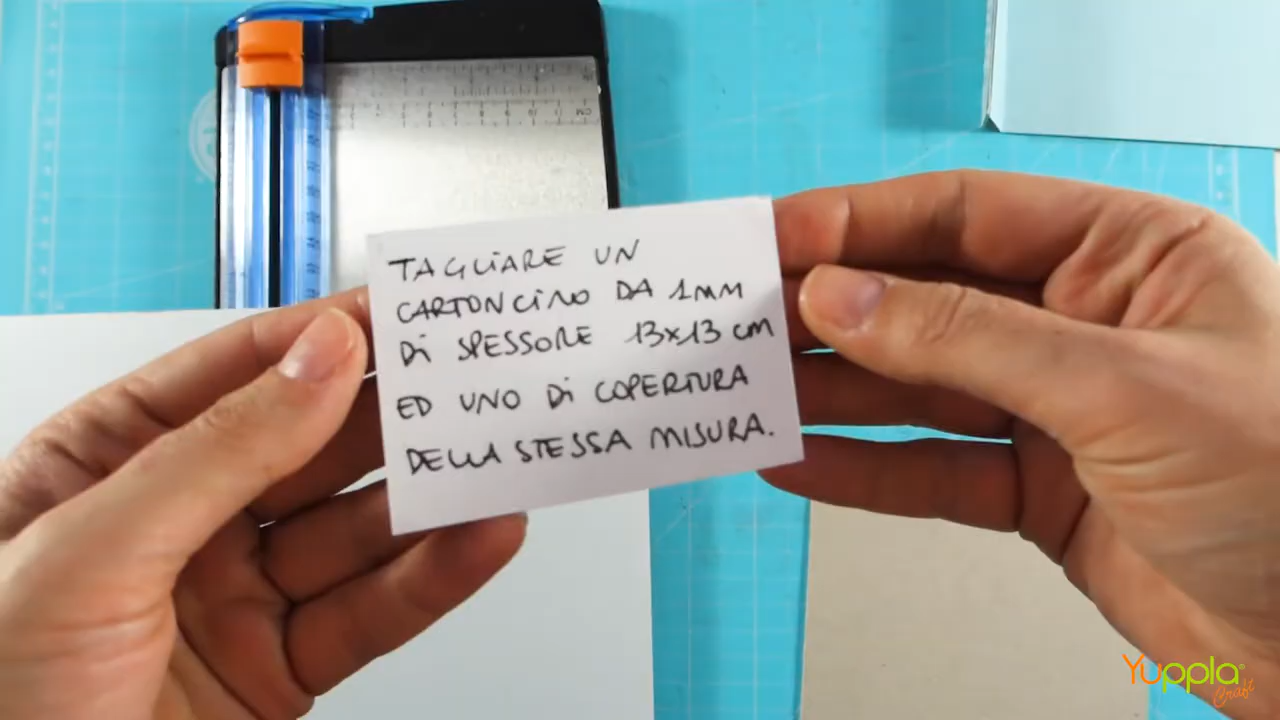 TAGLIARE UN
CARTONCINO DA 1MM
Di SPESSORE 13x13 cm
ED UNO Di COPERTURA
DELLA STESSA MISURA.
Yuppla
Craft